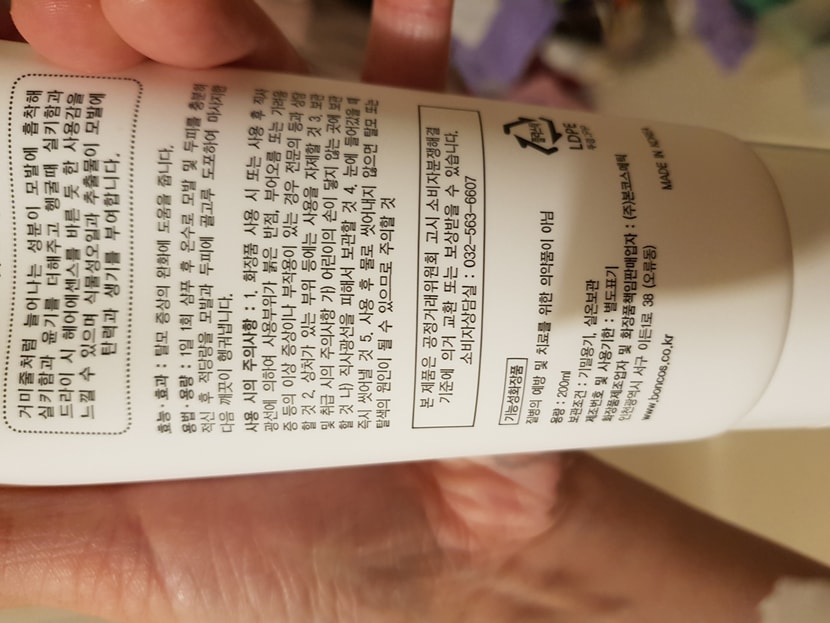 거미줄처럼 늘어나는 성분이 모발에 흡착해
실키함과 윤기를 더해주고 헹굴때 실키함과
드라이 시 헤어에센스를 바른 듯 한 사용감을
느낄 수 있으며 식물성오일과 추출물이 모발에
탄력과 생기를 부여합니다.
효능 · 효과 : 탈모 증상의 완화에 도움을 줍니다.
용법 · 용량 : 1일 1회 샴푸 후 온수로 모발 및 두피를 충분히
적신 후 적당량을 모발과 두피에 골고루 도포하여 마사지한
다음 깨끗이 헹궈냅니다.
사용 시의 주의사항 : 1. 화장품 사용 시 또는 사용 후 직사
광선에 의하여 사용부위가 붉은 반점, 부어오름 또는 가려움
증 등의 이상 증상이나 부작용이 있는 경우 전문의 등과 상담
할 것 2. 상처가 있는 부위 등에는 사용을 자제할 것 3. 보관
및 취급 시의 주의사항 가) 어린이의 손이 닿지 않는 곳에 보관
할 것 나) 직사광선을 피해서 보관할 것 4. 눈에 들어갔을 때
즉시 씻어낼 것 5. 사용 후 물로 씻어내지 않으면 탈모 또는
탈색의 원인이 될 수 있으므로 주의할 것
본 제품은 공정거래위원회 고시 소비자분쟁해결
기준에 의거 교환 또는 보상받을 수 있습니다.
소비자상담실 : 032-563-6607
플라스틱
LDPE
기능성화장품
질병의 예방 및 치료를 위한 의약품이 아님
용량 : 200ml
보관조건 : 기밀용기, 실온보관
제조번호 및 사용기한 : 별도표기
화장품제조업자 및 화장품책임판매업자 : (주)본코스메틱
인천광역시 서구 이든1로 38 (오류동)
www.boncos.co.kr
MADE IN KOREA